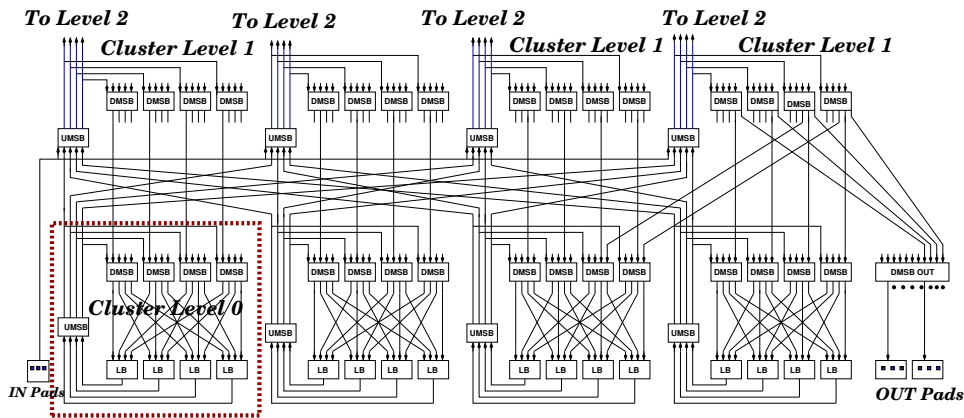 To Level 2 To Level 2 To Level 2 To Level 2
Cluster Level 1 Cluster Level 1 Cluster Level 1
DMSB DMSB DMSB DMSB DMSB DMSB DMSB DMSB DMSB DMSB DMSB DMSB DMSB DMSB DMSB DMSB
UMSB UMSB UMSB UMSB
DMSB DMSB DMSB DMSB DMSB DMSB DMSB DMSB DMSB DMSB DMSB DMSB DMSB DMSB DMSB DMSB DMSB OUT
Cluster Level 0
UMSB UMSB UMSB UMSB
LB LB LB LB LB LB LB LB LB LB LB LB LB LB LB LB
IN Pads OUT Pads